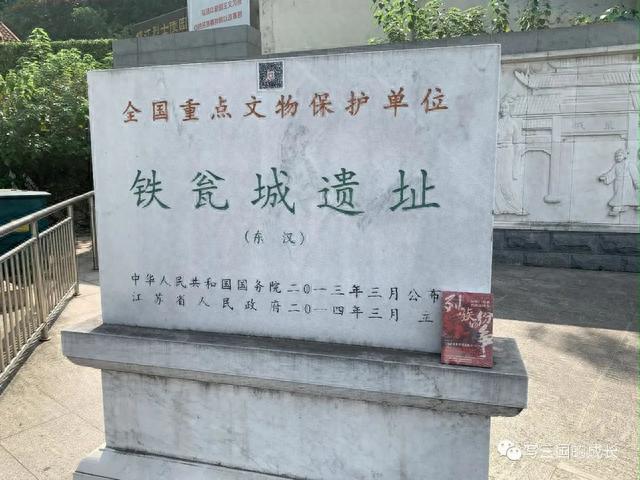 全国重点文物保护单位
铁瓮城遗址
（东汉）
中华人民共和国国务院二〇一三年三月公布
江苏省人民政府二〇一四年三月立
写三国的成长